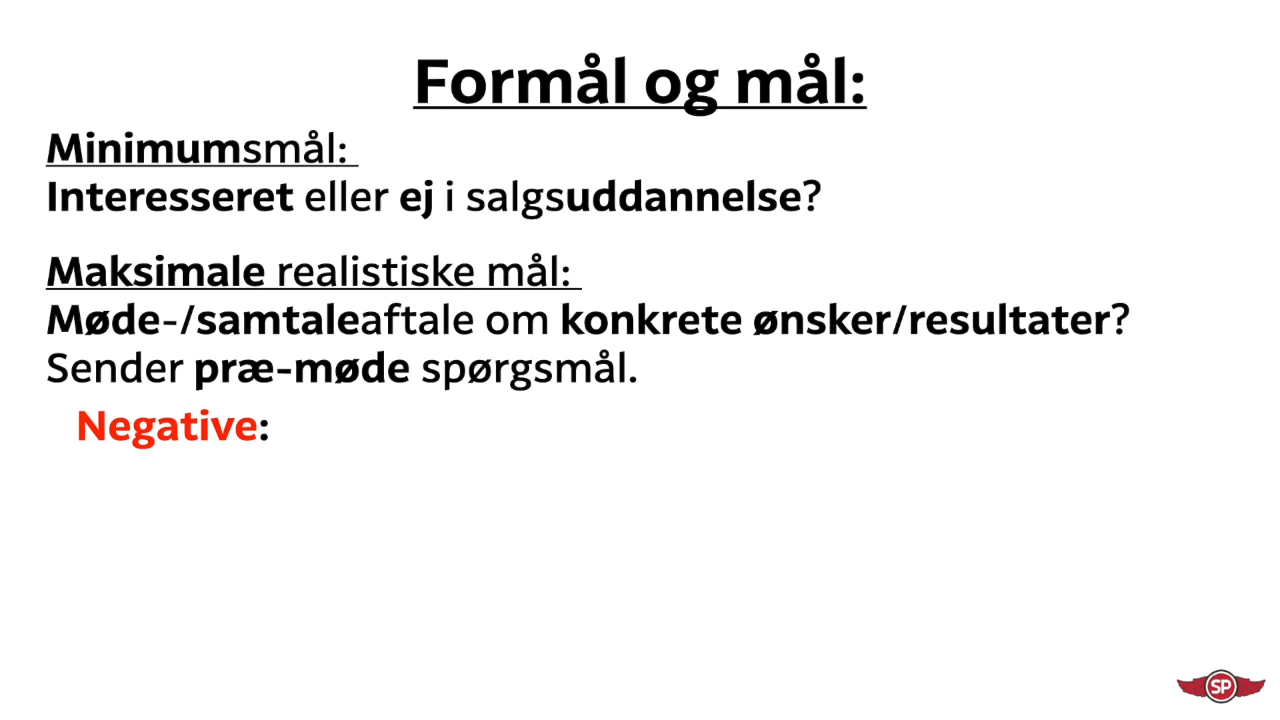 Formål og mål:
Minimumsmål:
Interesseret eller ej i salgsuddannelse?
Maksimale realistiske mål:
Møde-/samtaleaftale om konkrete ønsker/resultater?
Sender præ-møde spørgsmål.
Negative:
SP